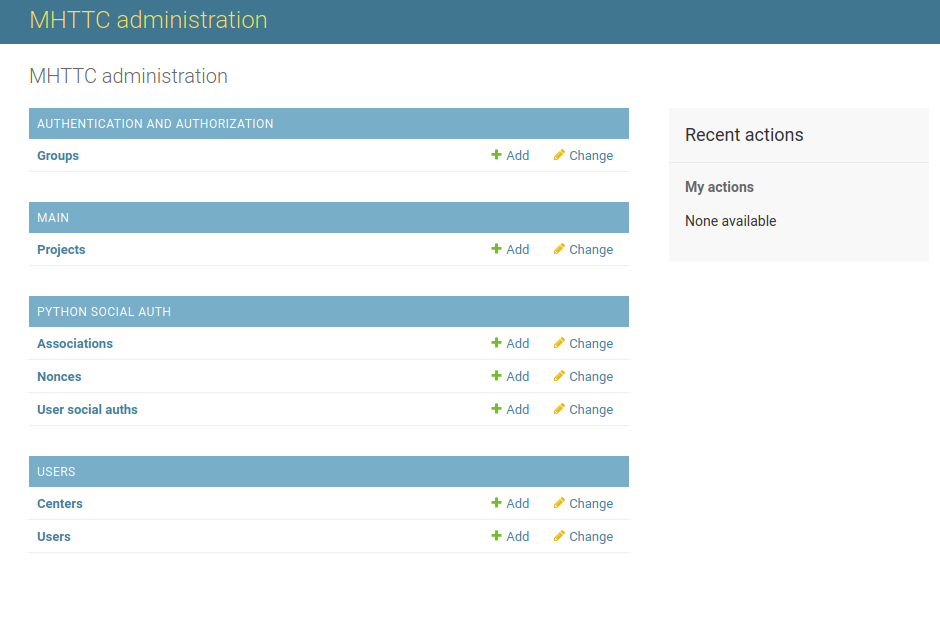 MHTTC administration
MHTTC administration
AUTHENTICATION AND AUTHORIZATION
Groups Add Change
MAIN
Projects Add Change
PYTHON SOCIAL AUTH
Associations Add Change
Nonces Add Change
User social auths Add Change
USERS
Centers Add Change
Users Add Change
Recent actions
My actions
None available